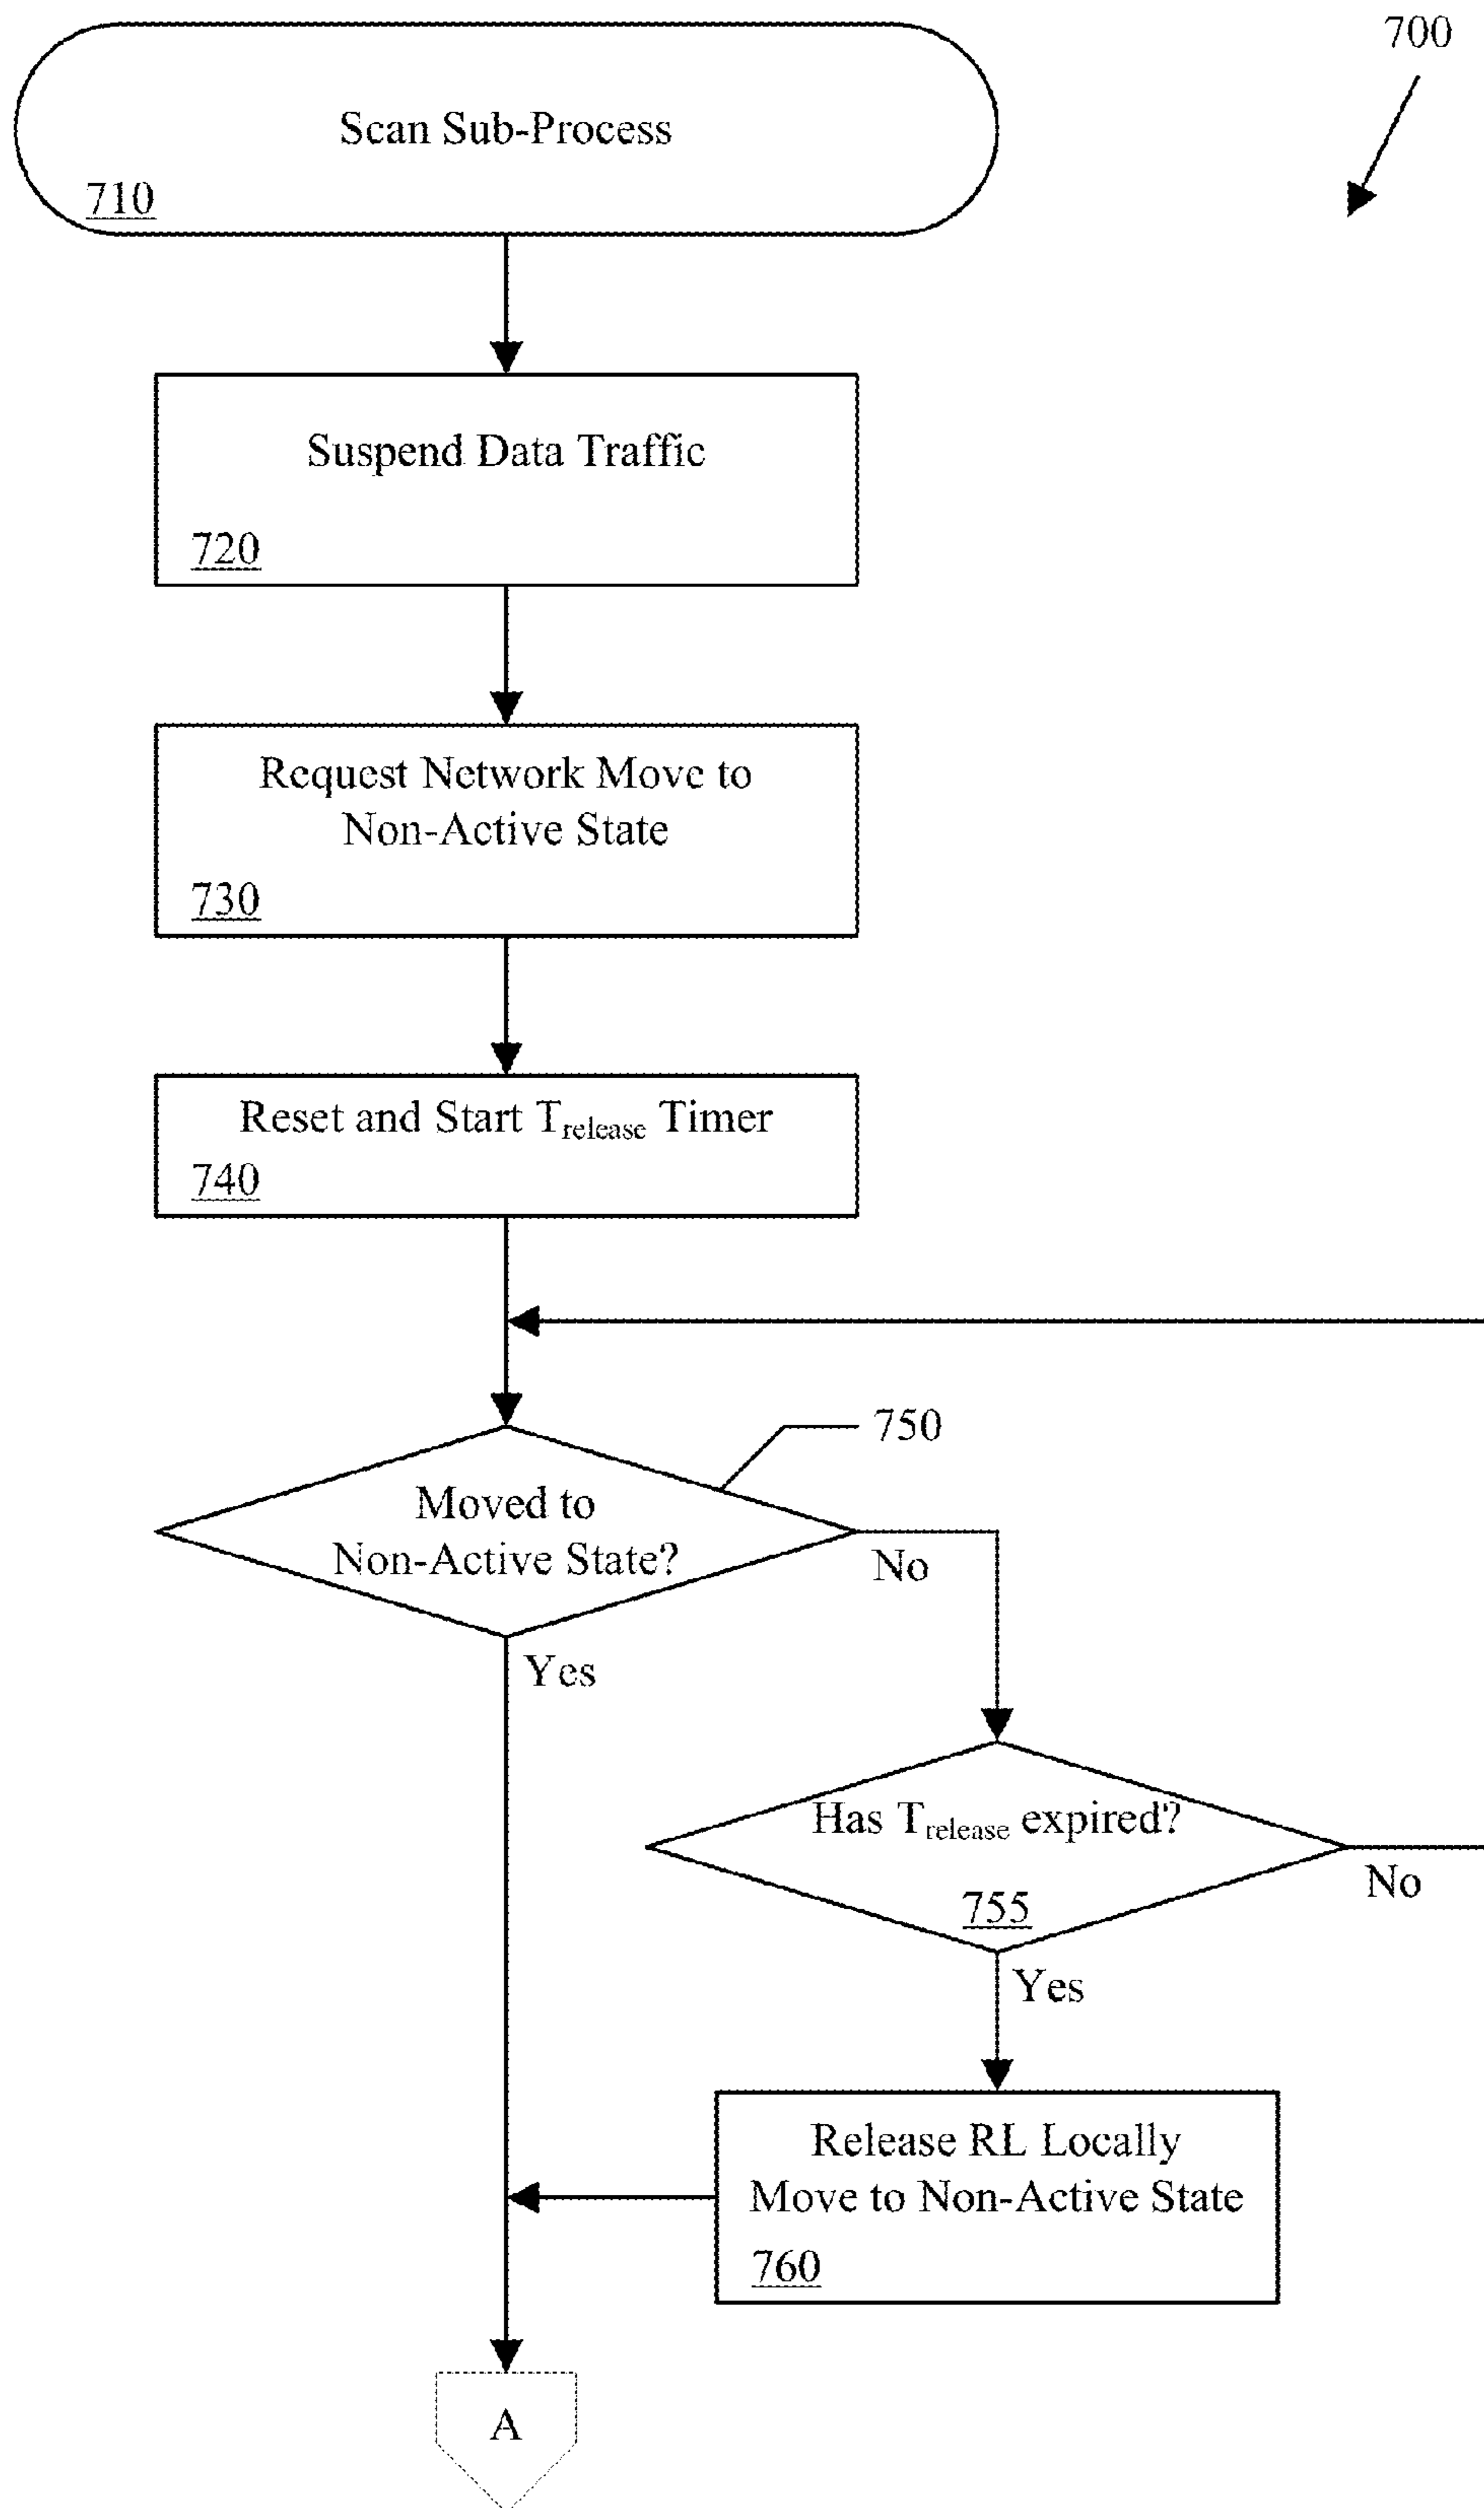 700
Scan Sub-Process
710
Suspend Data Traffic
720
Request Network Move to
Non-Active State
730
Reset and Start Trelease Timer
740
750
Moved to
Non-Active State?
No
Yes
Has Trelease expired?
755
No
Yes
Release RL Locally
Move to Non-Active State
760
A